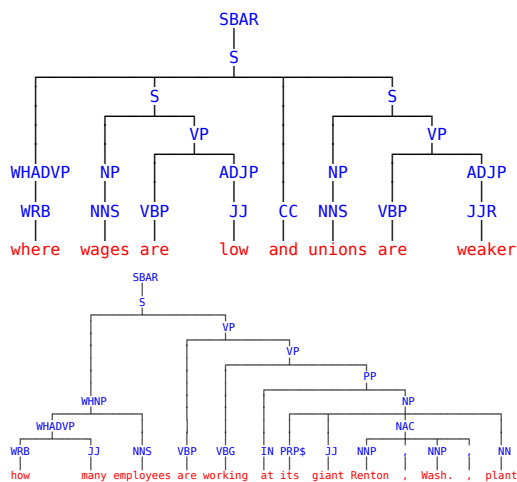 SBAR
S
S S
VP VP
WHADVP NP ADJP NP ADJP
WRB NNS VBP JJ CC NNS VBP JJR
where wages are low and unions are weaker
SBAR
S
VP
VP
PP
WHNP NP
WHADVP NAC
WRB JJ NNS VBP VBG IN PRP$ JJ NNP , NNP , NN
how many employees are working at its giant Renton , Wash. , plant